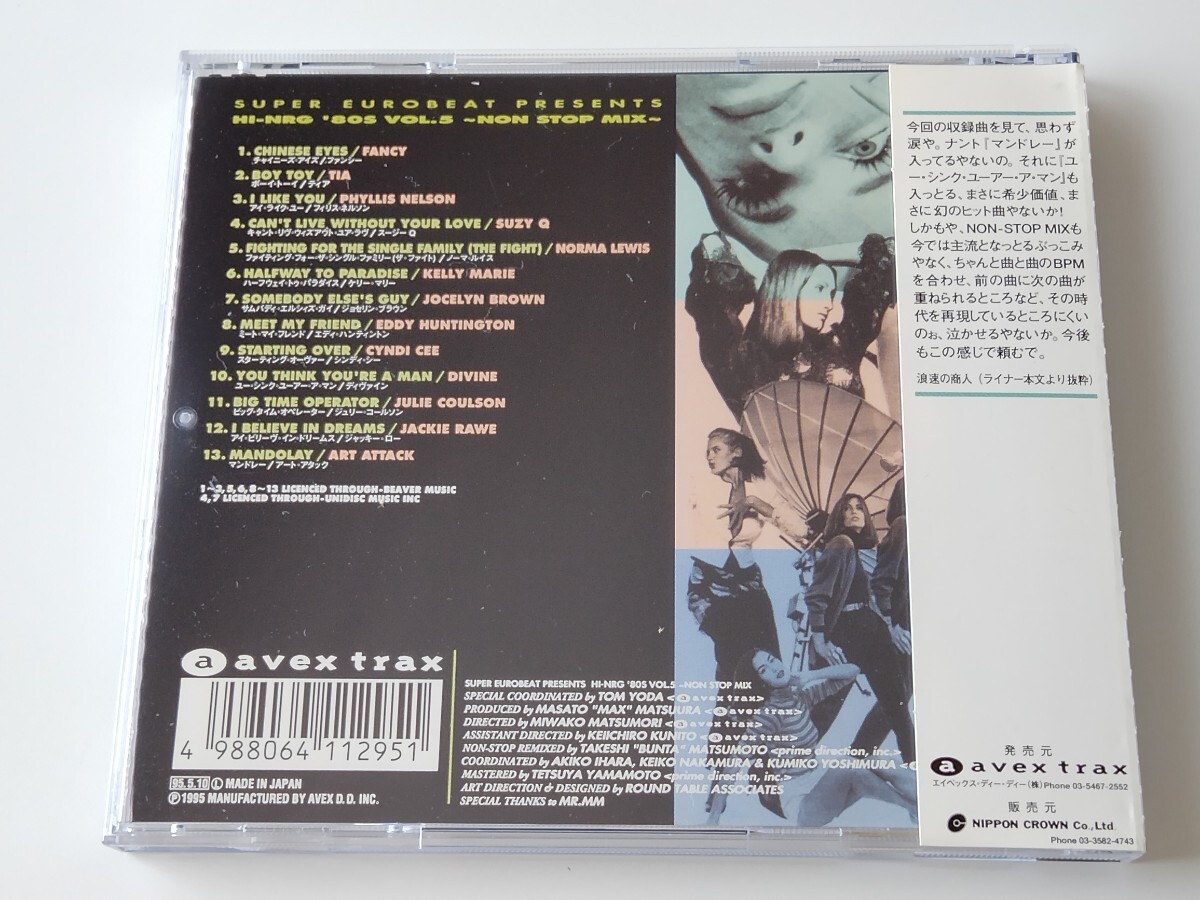 SUPER EUROBEAT PRESENTS
HI-NRG '80S VOL.5 ~NON STOP MIX~
1. CHINESE EYES / FANCY
チャイニーズ・アイズ / ファンシー
2. BOY TOY / TIA
ボーイ・トーイ / ティア
3. I LIKE YOU / PHYLLIS NELSON
アイ・ライク・ユー / フィリス・ネルソン
4. CAN'T LIVE WITHOUT YOUR LOVE / SUZY Q
キャント・リヴ・ウィズアウト・ユア・ラヴ / スージー Q
5. FIGHTING FOR THE SINGLE FAMILY (THE FIGHT) / NORMA LEWIS
ファイティング・フォー・ザ・シングル・ファミリー (ザ・ファイト) / ノーマ・ルイス
6. HALFWAY TO PARADISE / KELLY MARIE
ハーフウェイ・トゥ・パラダイス / ケリー・マリー
7. SOMEBODY ELSE'S GUY / JOCELYN BROWN
サムバディ・エルシィズ・ガイ / ジョセリン・ブラウン
8. MEET MY FRIEND / EDDY HUNTINGTON
ミート・マイ・フレンド / エディ・ハンティントン
9. STARTING OVER / CYNDI CEE
スターティング・オーヴァー / シンディ・シー
10. YOU THINK YOU'RE A MAN / DIVINE
ユー・シンク・ユーアー・ア・マン / ディヴァイン
11. BIG TIME OPERATOR / JULIE COULSON
ビッグ・タイム・オペレーター / ジュリー・コールソン
12. I BELIEVE IN DREAMS / JACKIE RAWE
アイ・ビリーヴ・イン・ドリームス / ジャッキー・ロー
13. MANDOLAY / ART ATTACK
マンドレー / アート・アタック
1~3,5,6,8~13 LICENCED THROUGH-BEAVER MUSIC
4,7 LICENCED THROUGH-UNIDISC MUSIC INC
a avex trax
4 988064 112951
95.5.10 Ⓛ MADE IN JAPAN
Ⓟ1995 MANUFACTURED BY AVEX D.D. INC.
SUPER EUROBEAT PRESENTS HI-NRG '80S VOL.5 ~NON STOP MIX
SPECIAL COORDINATED by TOM YODA <a avex trax>
PRODUCED by MASATO "MAX" MATSUURA <a avex trax>
DIRECTED by MIWAKO MATSUMORI <a avex trax>
ASSISTANT DIRECTED by KEIICHIRO KUNITO <a avex trax>
NON-STOP REMIXED by TAKESHI "BUNTA" MATSUMOTO <prime direction, inc.>
COORDINATED by AKIKO IHARA, KEIKO NAKAMURA & KUMIKO YOSHIMURA <
MASTERED by TETSUYA YAMAMOTO <prime direction, inc.>
ART DIRECTION & DESIGNED by ROUND TABLE ASSOCIATES
SPECIAL THANKS to MR.MM
今回の収録曲を見て、思わず
涙や。ナント『マンドレー』が
入ってるやないの。それに『ユ
ー・シンク・ユーアー・ア・マン』も
入っとる、まさに希少価値、ま
さに幻のヒット曲やないか!
しかもや、NON-STOP MIXも
今では主流となっとるぶっこみ
やなく、ちゃんと曲と曲のBPM
を合わせ、前の曲に次の曲が
重ねられるところなど、その時
代を再現しているところにくい
のぉ、泣かせるやないか。今後
もこの感じで頼むで。
浪速の商人 (ライナー本文より抜粋)
発売元
a avex trax
エイベックス・ディー・ディー(株) Phone 03-5467-2552
販売元
NIPPON CROWN Co.,Ltd.
Phone 03-3582-4743